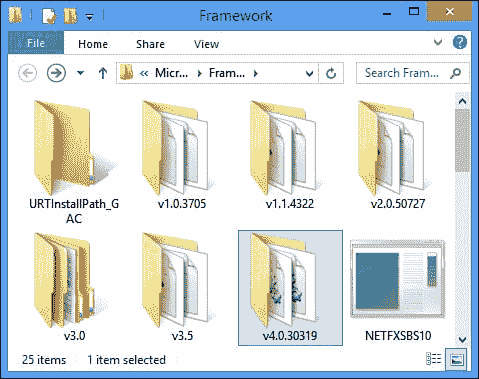 Framework
File Home Share View
« Micr... Fram... Search Fram...
URTInstallPath_G
AC
v1.0.3705
v1.1.4322
v2.0.50727
v3.0
v3.5
v4.0.30319
NETFXSBS10
25 items 1 item selected